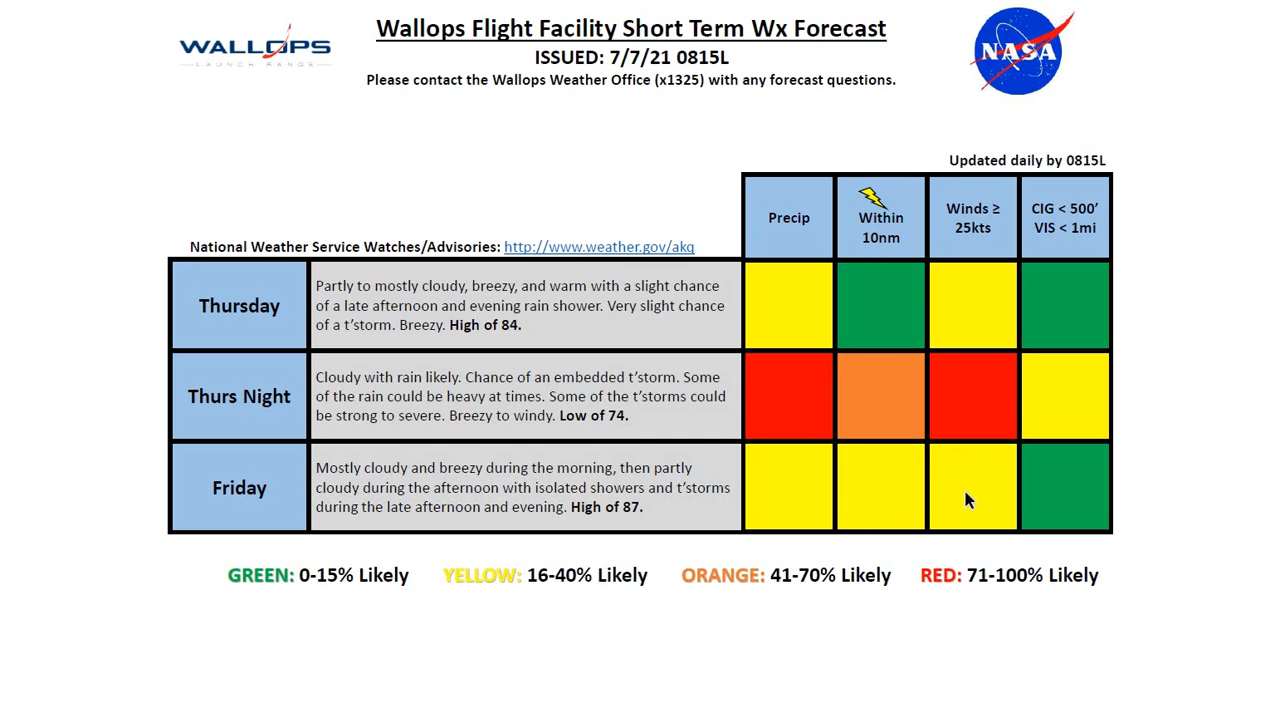 WALLOPS
LAUNCH RANGE
Wallops Flight Facility Short Term Wx Forecast
ISSUED: 7/7/21 0815L
Please contact the Wallops Weather Office (x1325) with any forecast questions.
NASA
Updated daily by 0815L
National Weather Service Watches/Advisories: http://www.weather.gov/akq
Precip
Within
10nm
Winds ≥
25kts
CIG < 500’
VIS < 1mi
Thursday
Partly to mostly cloudy, breezy, and warm with a slight chance
of a late afternoon and evening rain shower. Very slight chance
of a t’storm. Breezy. High of 84.
Thurs Night
Cloudy with rain likely. Chance of an embedded t’storm. Some
of the rain could be heavy at times. Some of the t’storms could
be strong to severe. Breezy to windy. Low of 74.
Friday
Mostly cloudy and breezy during the morning, then partly
cloudy during the afternoon with isolated showers and t’storms
during the late afternoon and evening. High of 87.
GREEN: 0-15% Likely
YELLOW: 16-40% Likely
ORANGE: 41-70% Likely
RED: 71-100% Likely